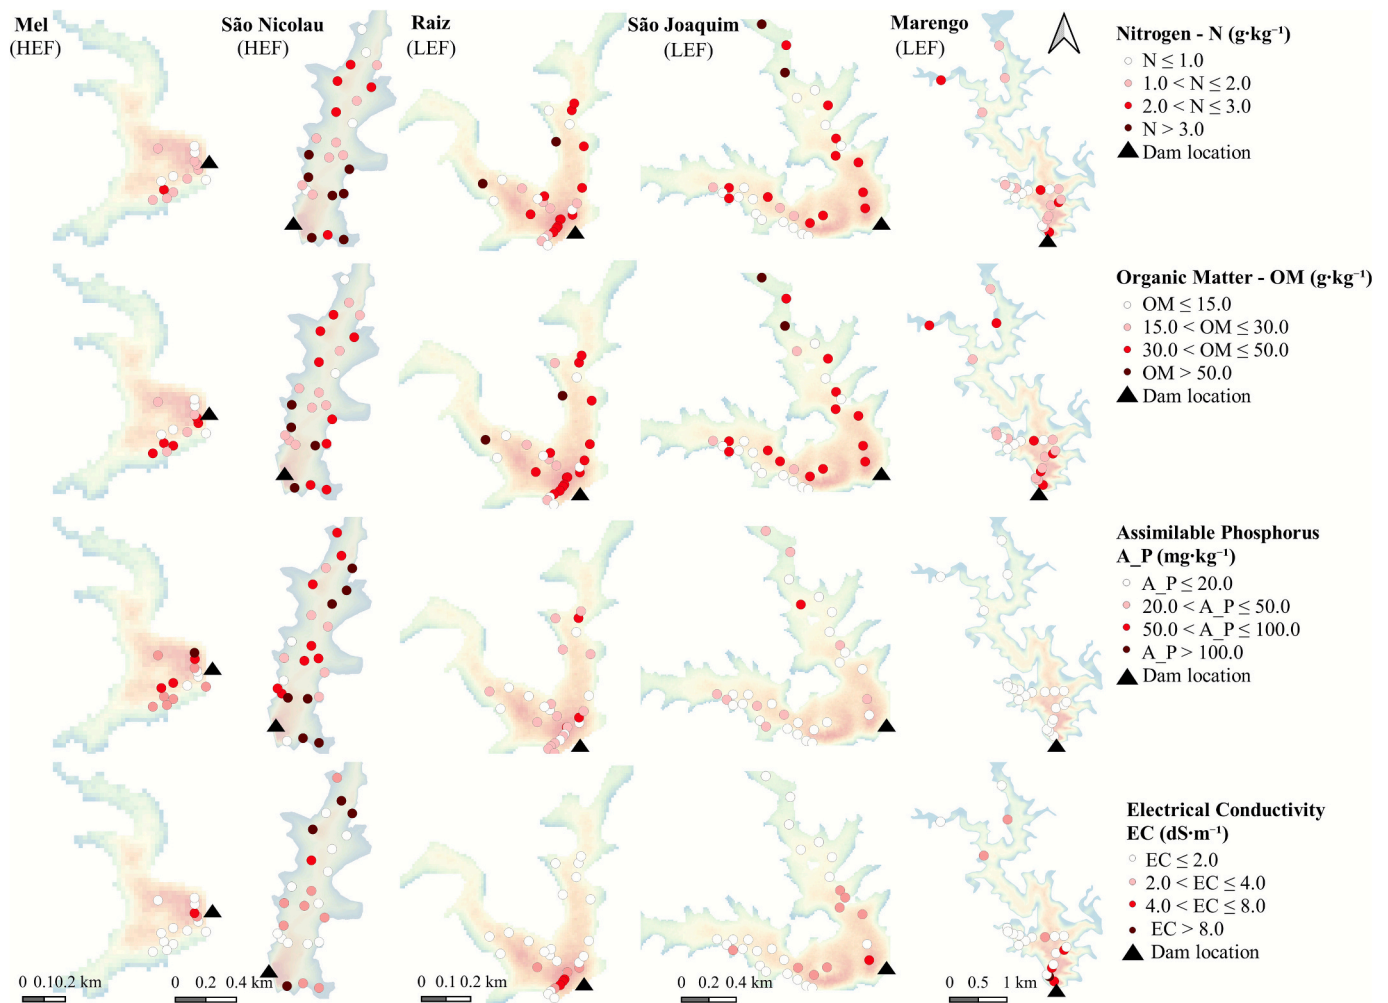 Mel
(HEF)
São Nicolau
(HEF)
Raiz
(LEF)
São Joaquim
(LEF)
Marengo
(LEF)
Nitrogen - N (g·kg⁻¹)
N ≤ 1.0
1.0 < N ≤ 2.0
2.0 < N ≤ 3.0
N > 3.0
Dam location
Organic Matter - OM (g·kg⁻¹)
OM ≤ 15.0
15.0 < OM ≤ 30.0
30.0 < OM ≤ 50.0
OM > 50.0
Dam location
Assimilable Phosphorus
A_P (mg·kg⁻¹)
A_P ≤ 20.0
20.0 < A_P ≤ 50.0
50.0 < A_P ≤ 100.0
A_P > 100.0
Dam location
Electrical Conductivity
EC (dS·m⁻¹)
EC ≤ 2.0
2.0 < EC ≤ 4.0
4.0 < EC ≤ 8.0
EC > 8.0
Dam location
0 0.10.2 km
0 0.2 0.4 km
0 0.1 0.2 km
0 0.2 0.4 km
0 0.5 1 km